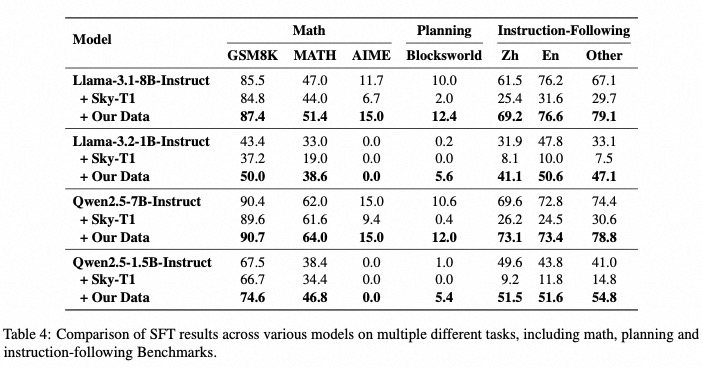 Model Math Planning Instruction-Following
GSM8K MATH AIME Blocksworld Zh En Other
Llama-3.1-8B-Instruct 85.5 47.0 11.7 10.0 61.5 76.2 67.1
+ Sky-T1 84.8 44.0 6.7 2.0 25.4 31.6 29.7
+ Our Data 87.4 51.4 15.0 12.4 69.2 76.6 79.1
Llama-3.2-1B-Instruct 43.4 33.0 0.0 0.2 31.9 47.8 33.1
+ Sky-T1 37.2 19.0 0.0 0.0 8.1 10.0 7.5
+ Our Data 50.0 38.6 0.0 5.6 41.1 50.6 47.1
Qwen2.5-7B-Instruct 90.4 62.0 15.0 10.6 69.6 72.8 74.4
+ Sky-T1 89.6 61.6 9.4 0.4 26.2 24.5 30.6
+ Our Data 90.7 64.0 15.0 12.0 73.1 73.4 78.8
Qwen2.5-1.5B-Instruct 67.5 38.4 0.0 1.0 49.6 43.8 41.0
+ Sky-T1 66.7 34.4 0.0 0.0 9.2 11.8 14.8
+ Our Data 74.6 46.8 0.0 5.4 51.5 51.6 54.8
Table 4: Comparison of SFT results across various models on multiple different tasks, including math, planning and
instruction-following Benchmarks.